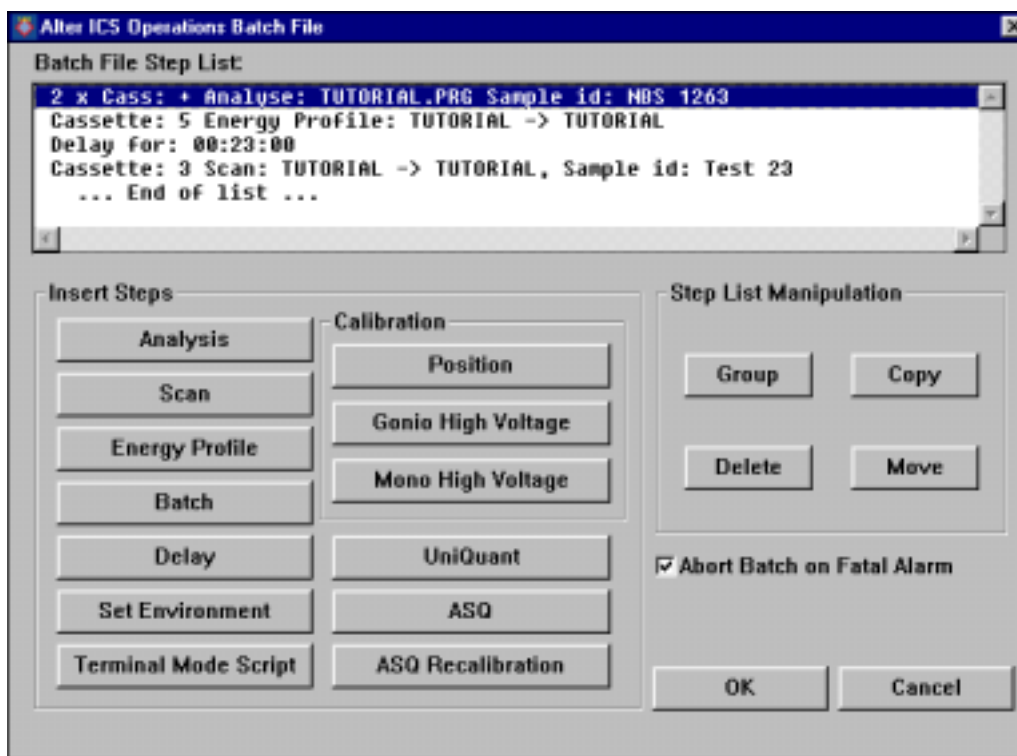 Alter ICS Operations Batch File
Batch File Step List:
2 x Cass: + Analyse: TUTORIAL.PRG Sample id: NBS 1263
Cassette: 5 Energy Profile: TUTORIAL -> TUTORIAL
Delay for: 00:23:00
Cassette: 3 Scan: TUTORIAL -> TUTORIAL, Sample id: Test 23
... End of list ...
Insert Steps
Analysis
Scan
Energy Profile
Batch
Delay
Set Environment
Terminal Mode Script
Calibration
Position
Gonio High Voltage
Mono High Voltage
UniQuant
ASQ
ASQ Recalibration
Step List Manipulation
Group
Copy
Delete
Move
Abort Batch on Fatal Alarm
OK
Cancel